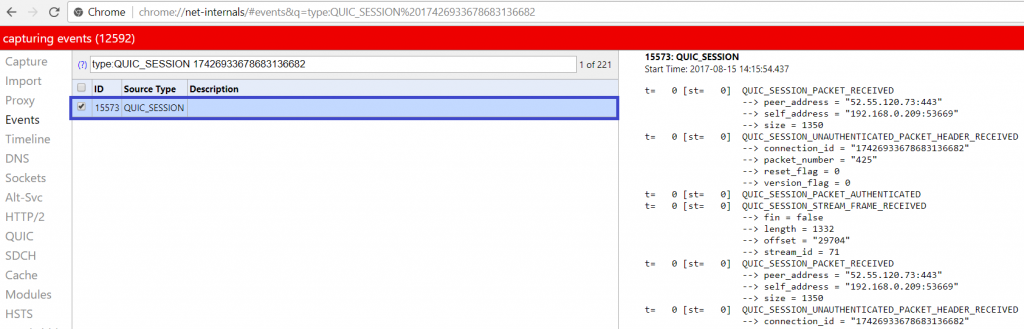 Chrome chrome://net-internals/#events&q=type:QUIC_SESSION%2017426933678683136682
capturing events (12592)
Capture
Import
Proxy
Events
Timeline
DNS
Sockets
Alt-Svc
HTTP/2
QUIC
SDCH
Cache
Modules
HSTS
(?) type:QUIC_SESSION 17426933678683136682 1 of 221
ID Source Type Description
15573 QUIC_SESSION
15573: QUIC_SESSION
Start Time: 2017-08-15 14:15:54.437
t= 0 [st= 0] QUIC_SESSION_PACKET_RECEIVED
--> peer_address = "52.55.120.73:443"
--> self_address = "192.168.0.209:53669"
--> size = 1350
t= 0 [st= 0] QUIC_SESSION_UNAUTHENTICATED_PACKET_HEADER_RECEIVED
--> connection_id = "17426933678683136682"
--> packet_number = "425"
--> reset_flag = 0
--> version_flag = 0
t= 0 [st= 0] QUIC_SESSION_PACKET_AUTHENTICATED
t= 0 [st= 0] QUIC_SESSION_STREAM_FRAME_RECEIVED
--> fin = false
--> length = 1332
--> offset = "29704"
--> stream_id = 71
t= 0 [st= 0] QUIC_SESSION_PACKET_RECEIVED
--> peer_address = "52.55.120.73:443"
--> self_address = "192.168.0.209:53669"
--> size = 1350
t= 0 [st= 0] QUIC_SESSION_UNAUTHENTICATED_PACKET_HEADER_RECEIVED
--> connection_id = "17426933678683136682"